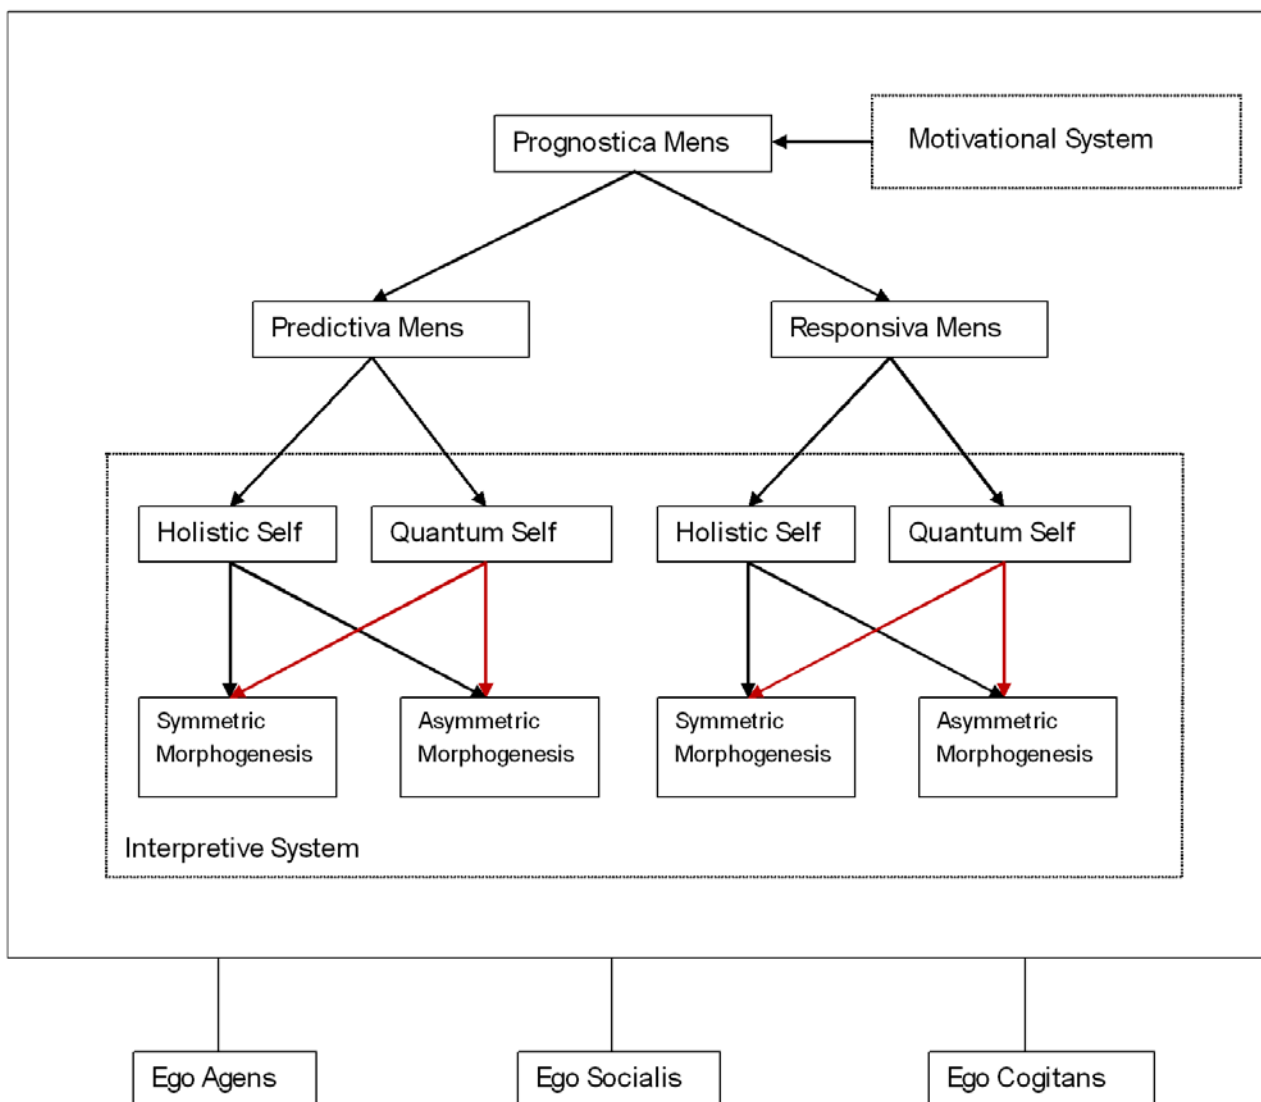 Prognostica Mens
Motivational System
Predictiva Mens
Responsiva Mens
Holistic Self
Quantum Self
Holistic Self
Quantum Self
Symmetric
Morphogenesis
Asymmetric
Morphogenesis
Symmetric
Morphogenesis
Asymmetric
Morphogenesis
Interpretive System
Ego Agens
Ego Socialis
Ego Cogitans